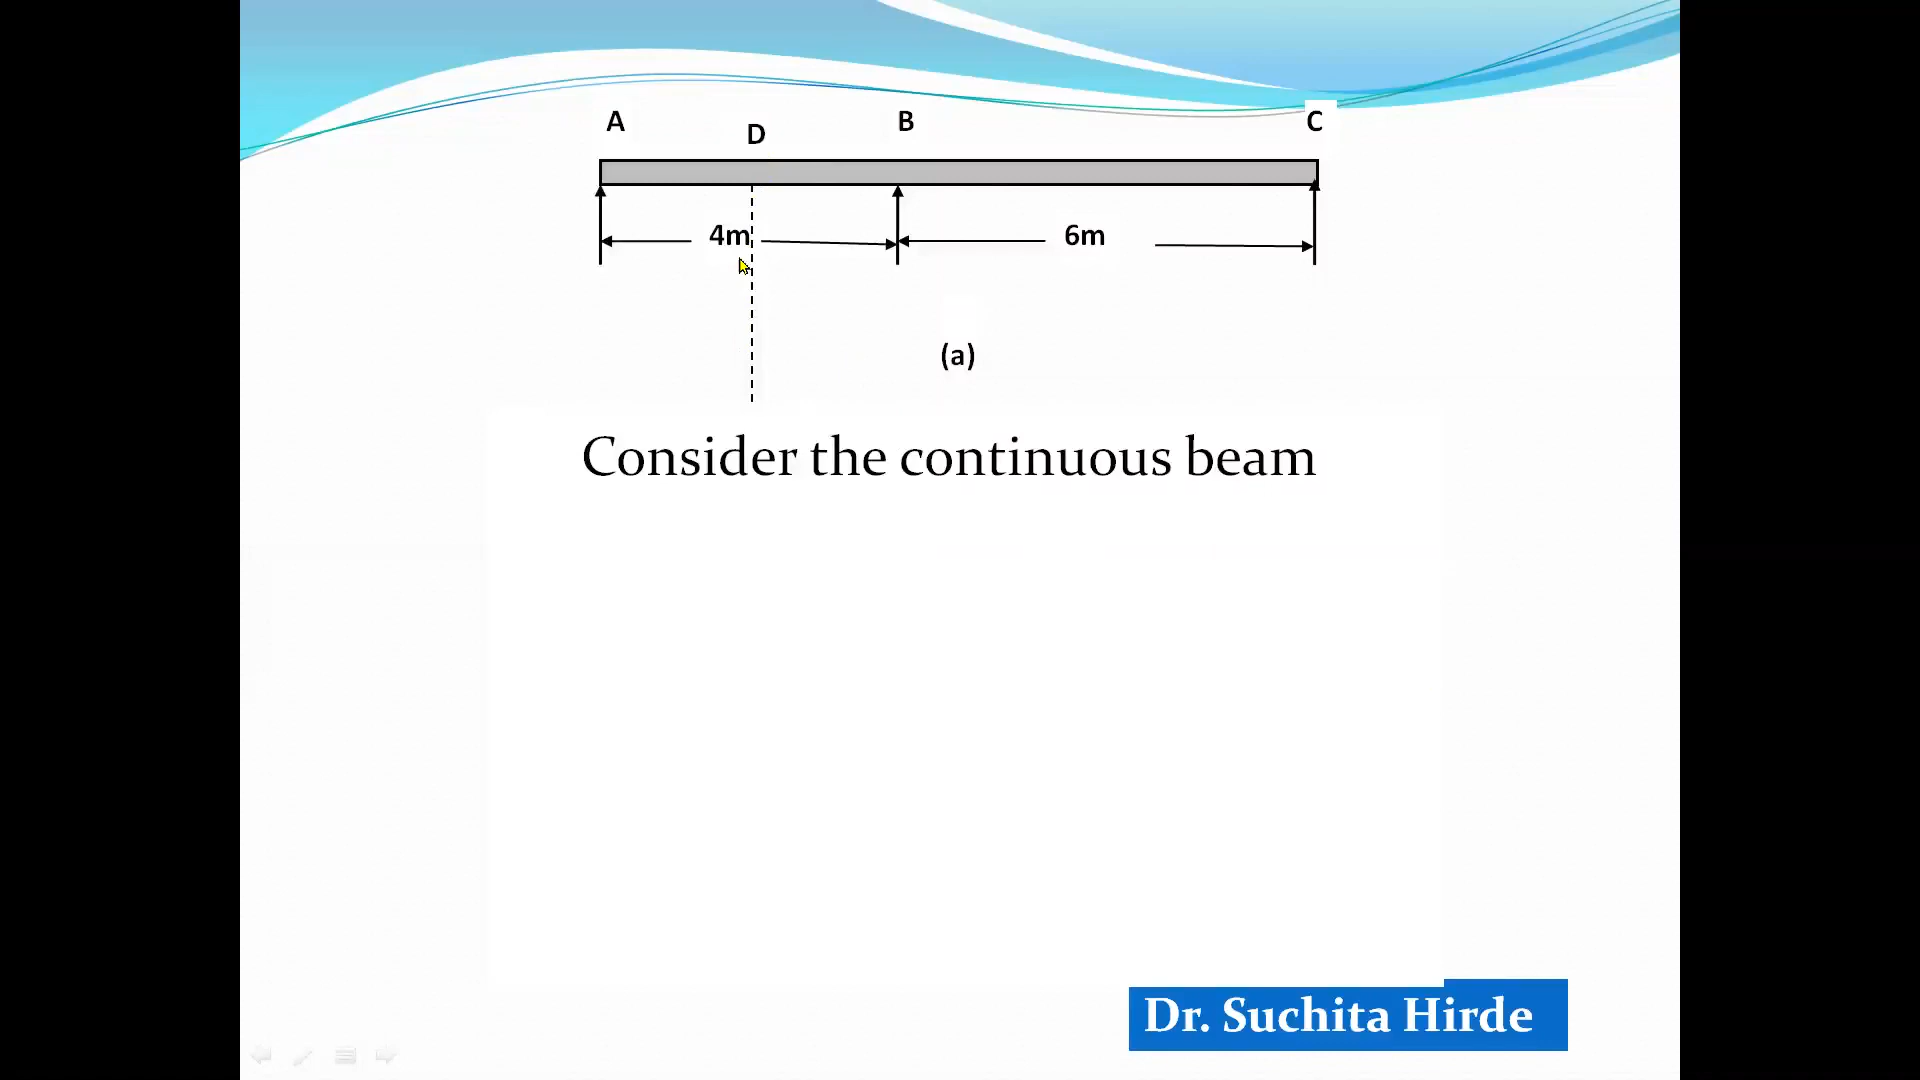 A D B C
4m 6m
(a)
Consider the continuous beam
Dr. Suchita Hirde